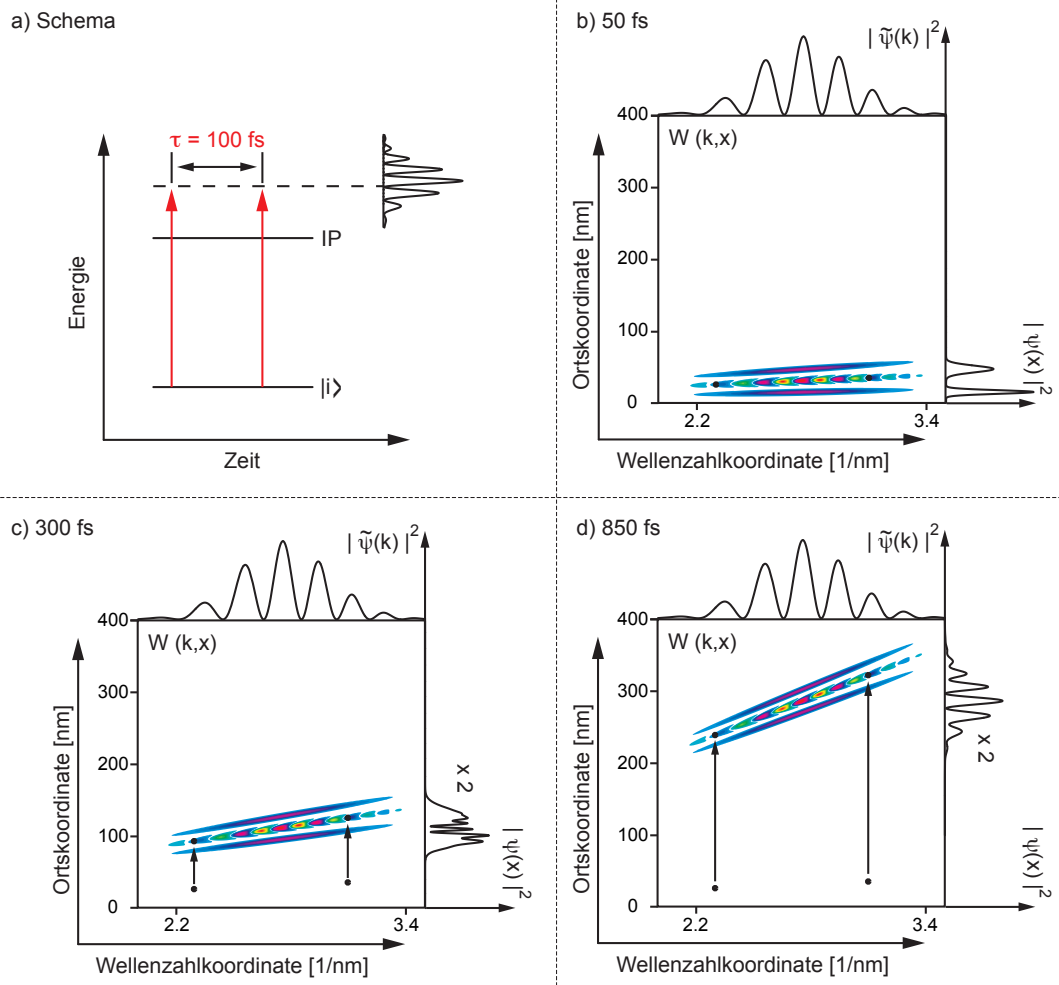 a) Schema
τ = 100 fs
IP
|i⟩
Energie
Zeit
b) 50 fs
| ψ̃(k) |²
400
W (k,x)
300
200
100
0
Ortskoordinate [nm]
| ψ(x) |²
2.2
3.4
Wellenzahlkoordinate [1/nm]
c) 300 fs
| ψ̃(k) |²
400
W (k,x)
300
200
100
0
Ortskoordinate [nm]
x 2
| ψ(x) |²
2.2
3.4
Wellenzahlkoordinate [1/nm]
d) 850 fs
| ψ̃(k) |²
400
W (k,x)
300
200
100
0
Ortskoordinate [nm]
x 2
| ψ(x) |²
2.2
3.4
Wellenzahlkoordinate [1/nm]